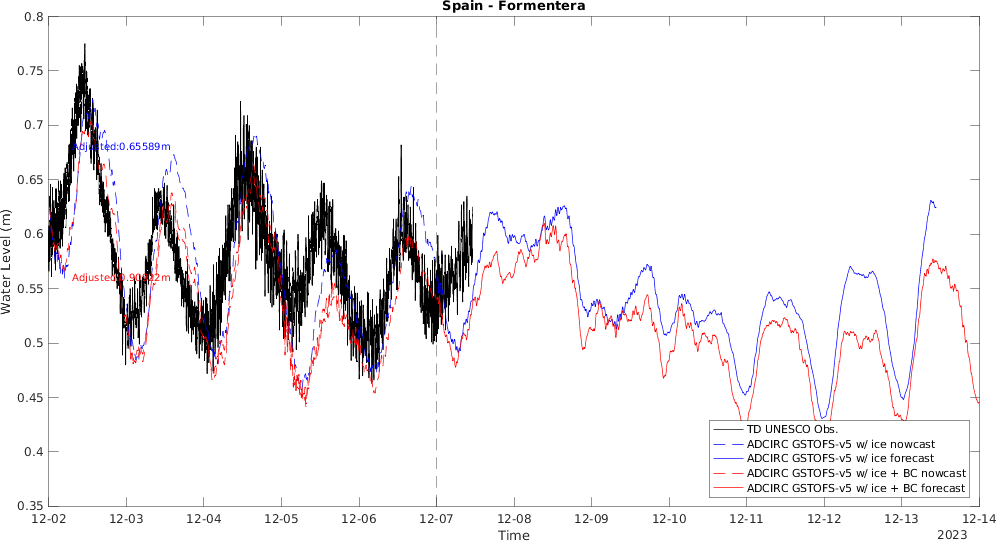 Spain - Formentera
0.8
0.75
0.7
0.65
0.6
0.55
0.5
0.45
0.4
0.35
Water Level (m)
Adjusted:0.65589m
12-02
12-03
12-04
12-05
12-06
12-07
12-08
12-09
12-10
12-11
12-12
12-13
12-14
Time
2023
TD UNESCO Obs.
ADCIRC GSTOFS-v5 w/ ice nowcast
ADCIRC GSTOFS-v5 w/ ice forecast
ADCIRC GSTOFS-v5 w/ ice + BC nowcast
ADCIRC GSTOFS-v5 w/ ice + BC forecast